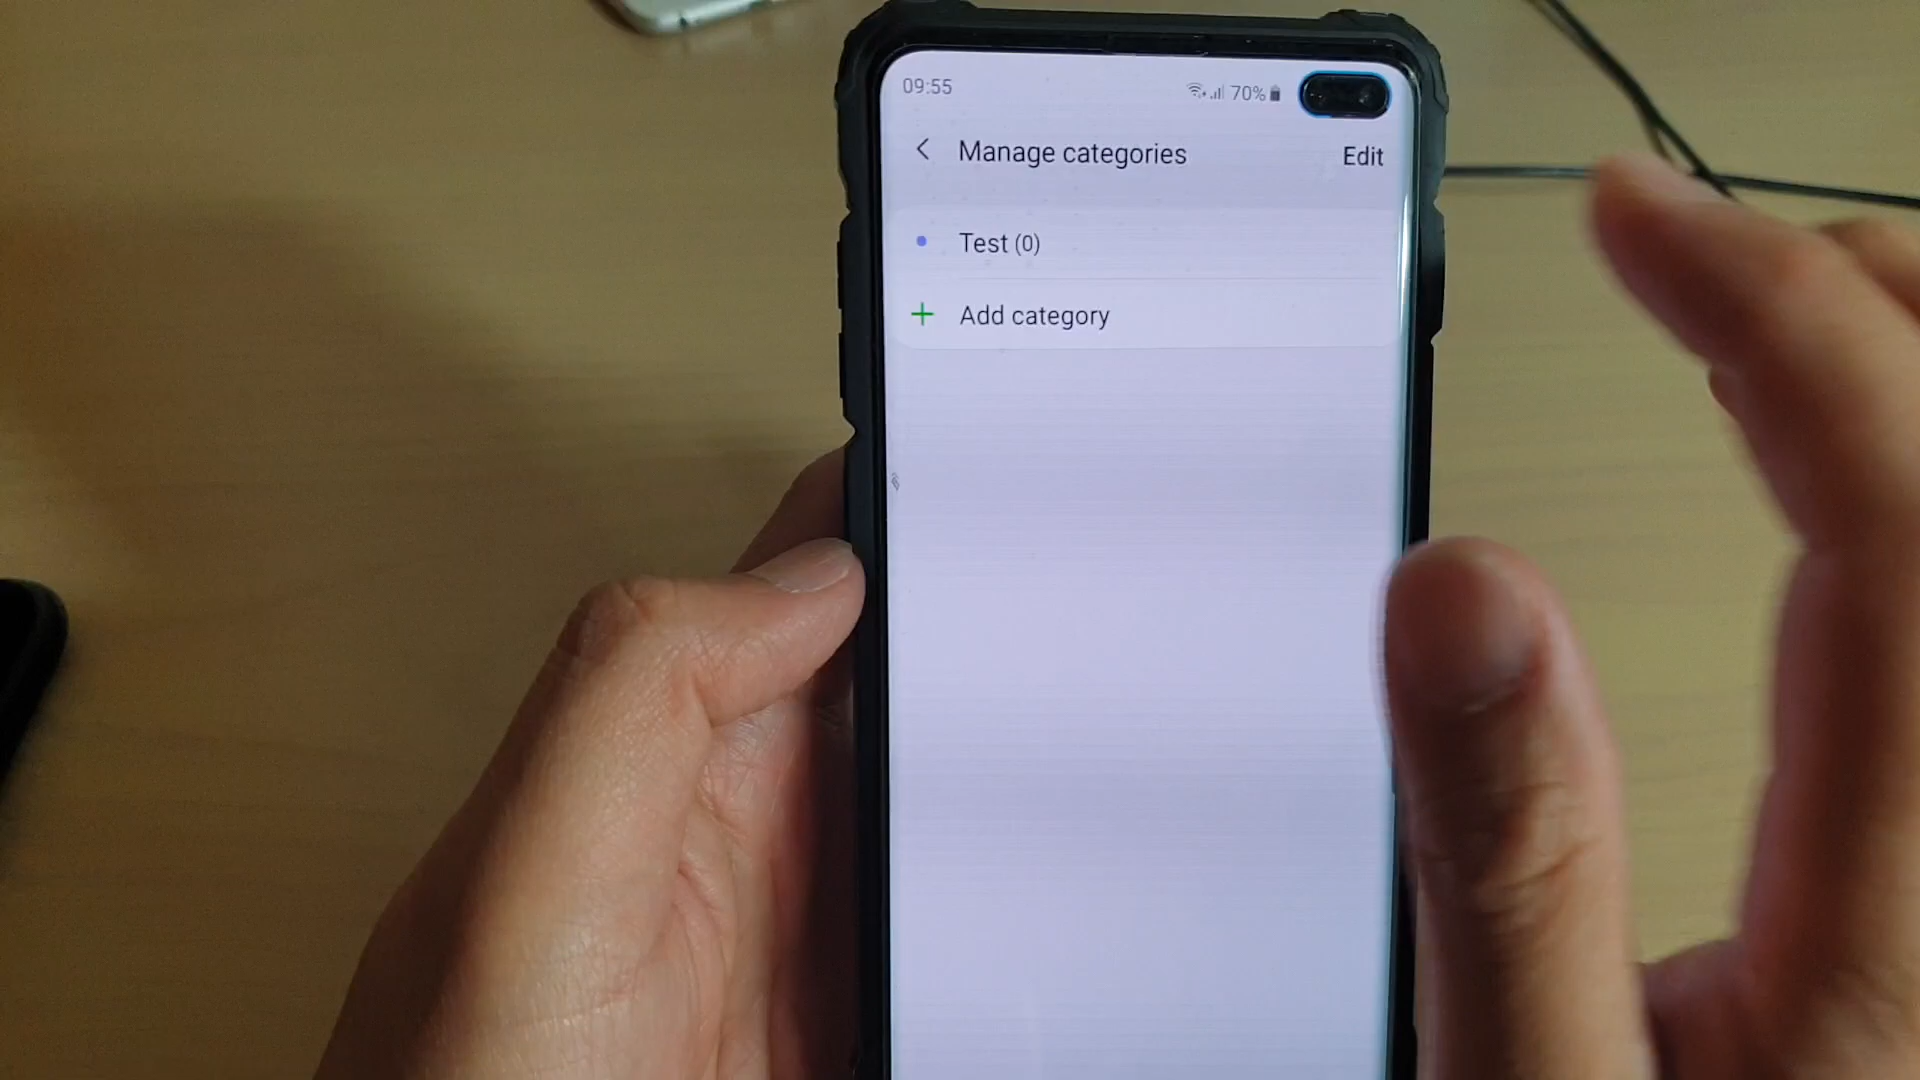 09:55
70%
Manage categories
Edit
Test (0)
Add category